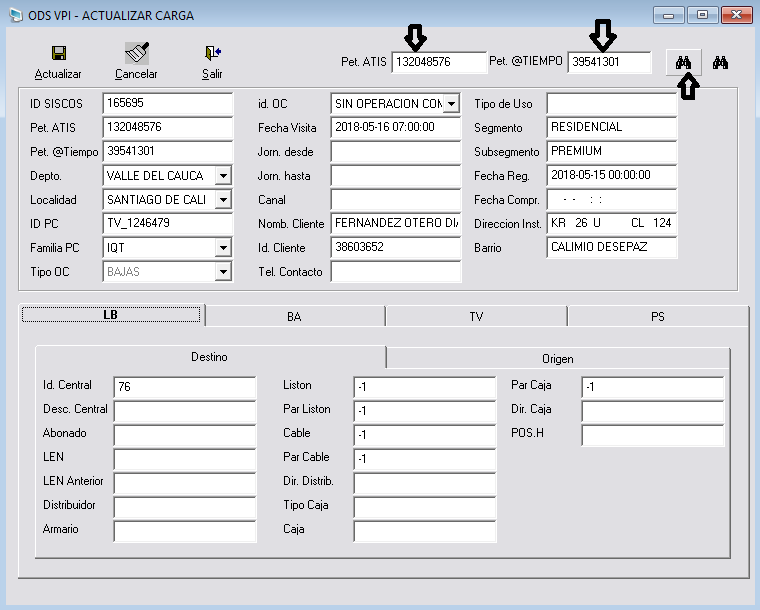 ODS VPI - ACTUALIZAR CARGA
Actualizar Cancelar Salir Pet. ATIS 132048576 Pet. @TIEMPO 39541301
ID SISCOS 165695 id. OC SIN OPERACION COM Tipo de Uso
Pet. ATIS 132048576 Fecha Visita 2018-05-16 07:00:00 Segmento RESIDENCIAL
Pet. @Tiempo 39541301 Jorn. desde Subsegmento PREMIUM
Depto. VALLE DEL CAUCA Jorn. hasta Fecha Reg. 2018-05-15 00:00:00
Localidad SANTIAGO DE CALI Canal Fecha Compr. - - : :
ID PC TV_1246479 Nomb. Cliente FERNANDEZ OTERO DI Direccion Inst. KR 26 U CL 124
Familia PC IQT Id. Cliente 38603652 Barrio CALIMIO DESEPAZ
Tipo OC BAJAS Tel. Contacto
LB BA TV PS
Destino Origen
Id. Central 76 Liston -1 Par Caja -1
Desc. Central Par Liston -1 Dir. Caja
Abonado Cable -1 POS.H
LEN Par Cable -1
LEN Anterior Dir. Distrib.
Distribuidor Tipo Caja
Armario Caja